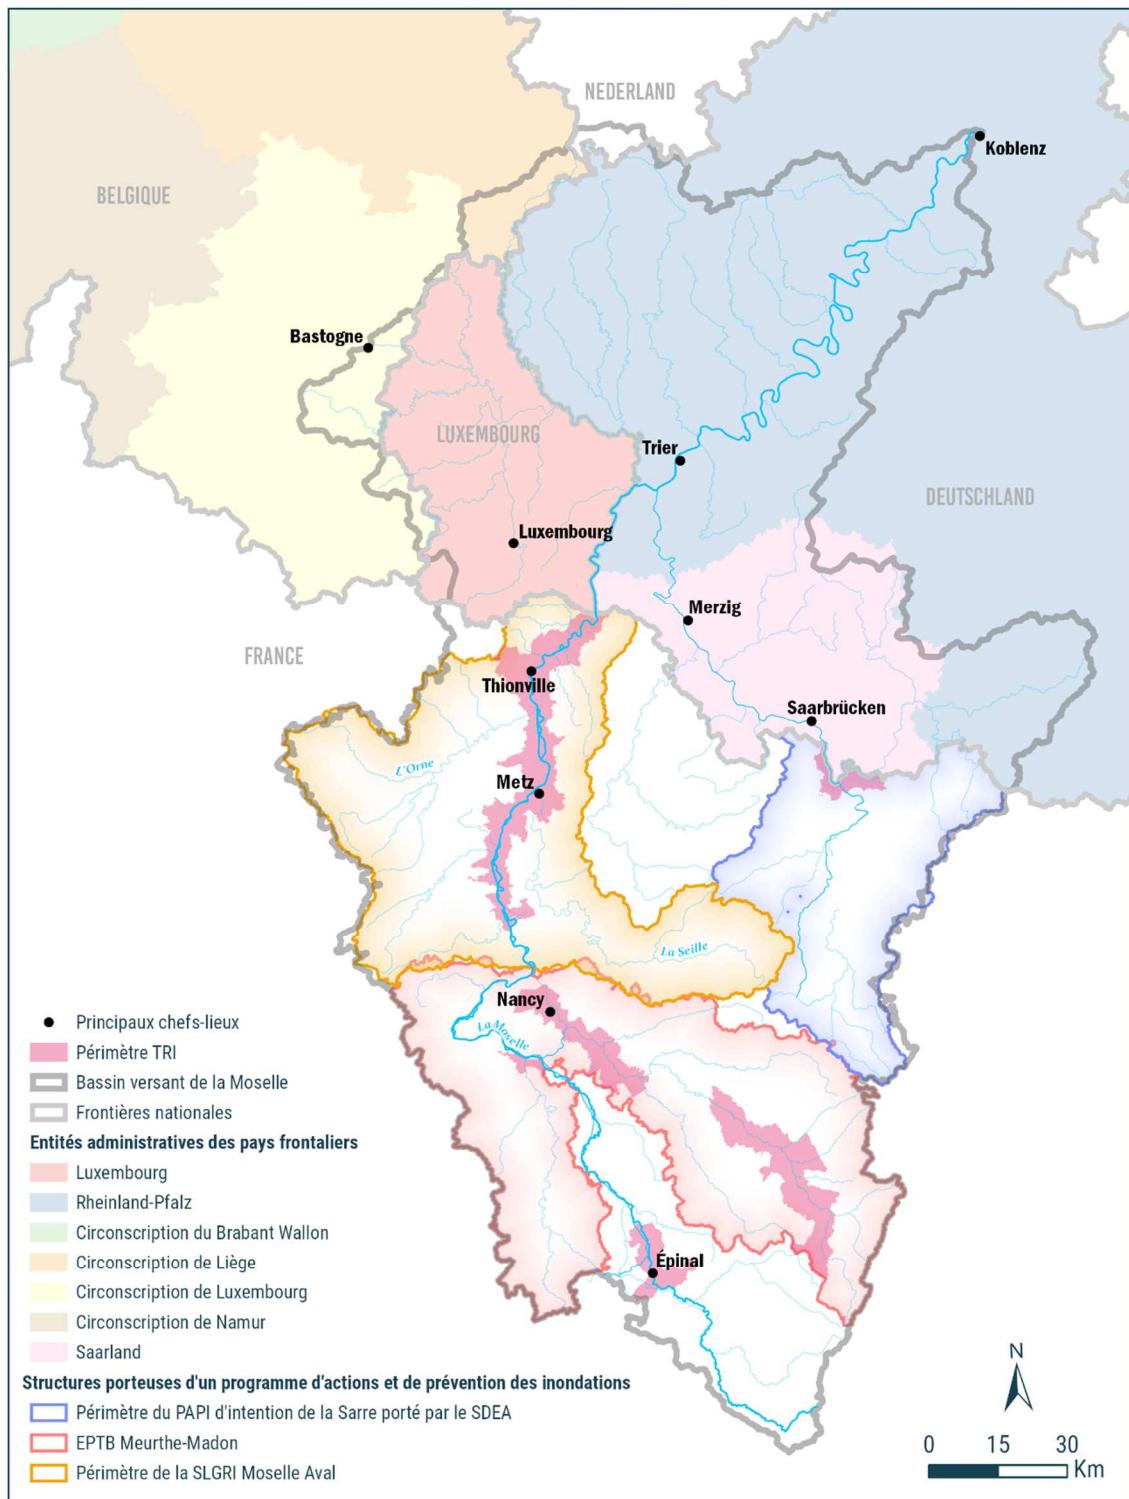 NEDERLAND
Koblenz
BELGIQUE
Bastogne
LUXEMBOURG
Trier
DEUTSCHLAND
Luxembourg
Merzig
FRANCE
Thionville
Saarbrücken
L'Orne
Metz
La Seille
Nancy
La Moselle
Épinal
Principaux chefs-lieux
Périmètre TRI
Bassin versant de la Moselle
Frontières nationales
Entités administratives des pays frontaliers
Luxembourg
Rheinland-Pfalz
Circonscription du Brabant Wallon
Circonscription de Liège
Circonscription de Luxembourg
Circonscription de Namur
Saarland
Structures porteuses d'un programme d'actions et de prévention des inondations
Périmètre du PAPI d'intention de la Sarre porté par le SDEA
EPTB Meurthe-Madon
Périmètre de la SLGRI Moselle Aval
N
0 15 30
Km